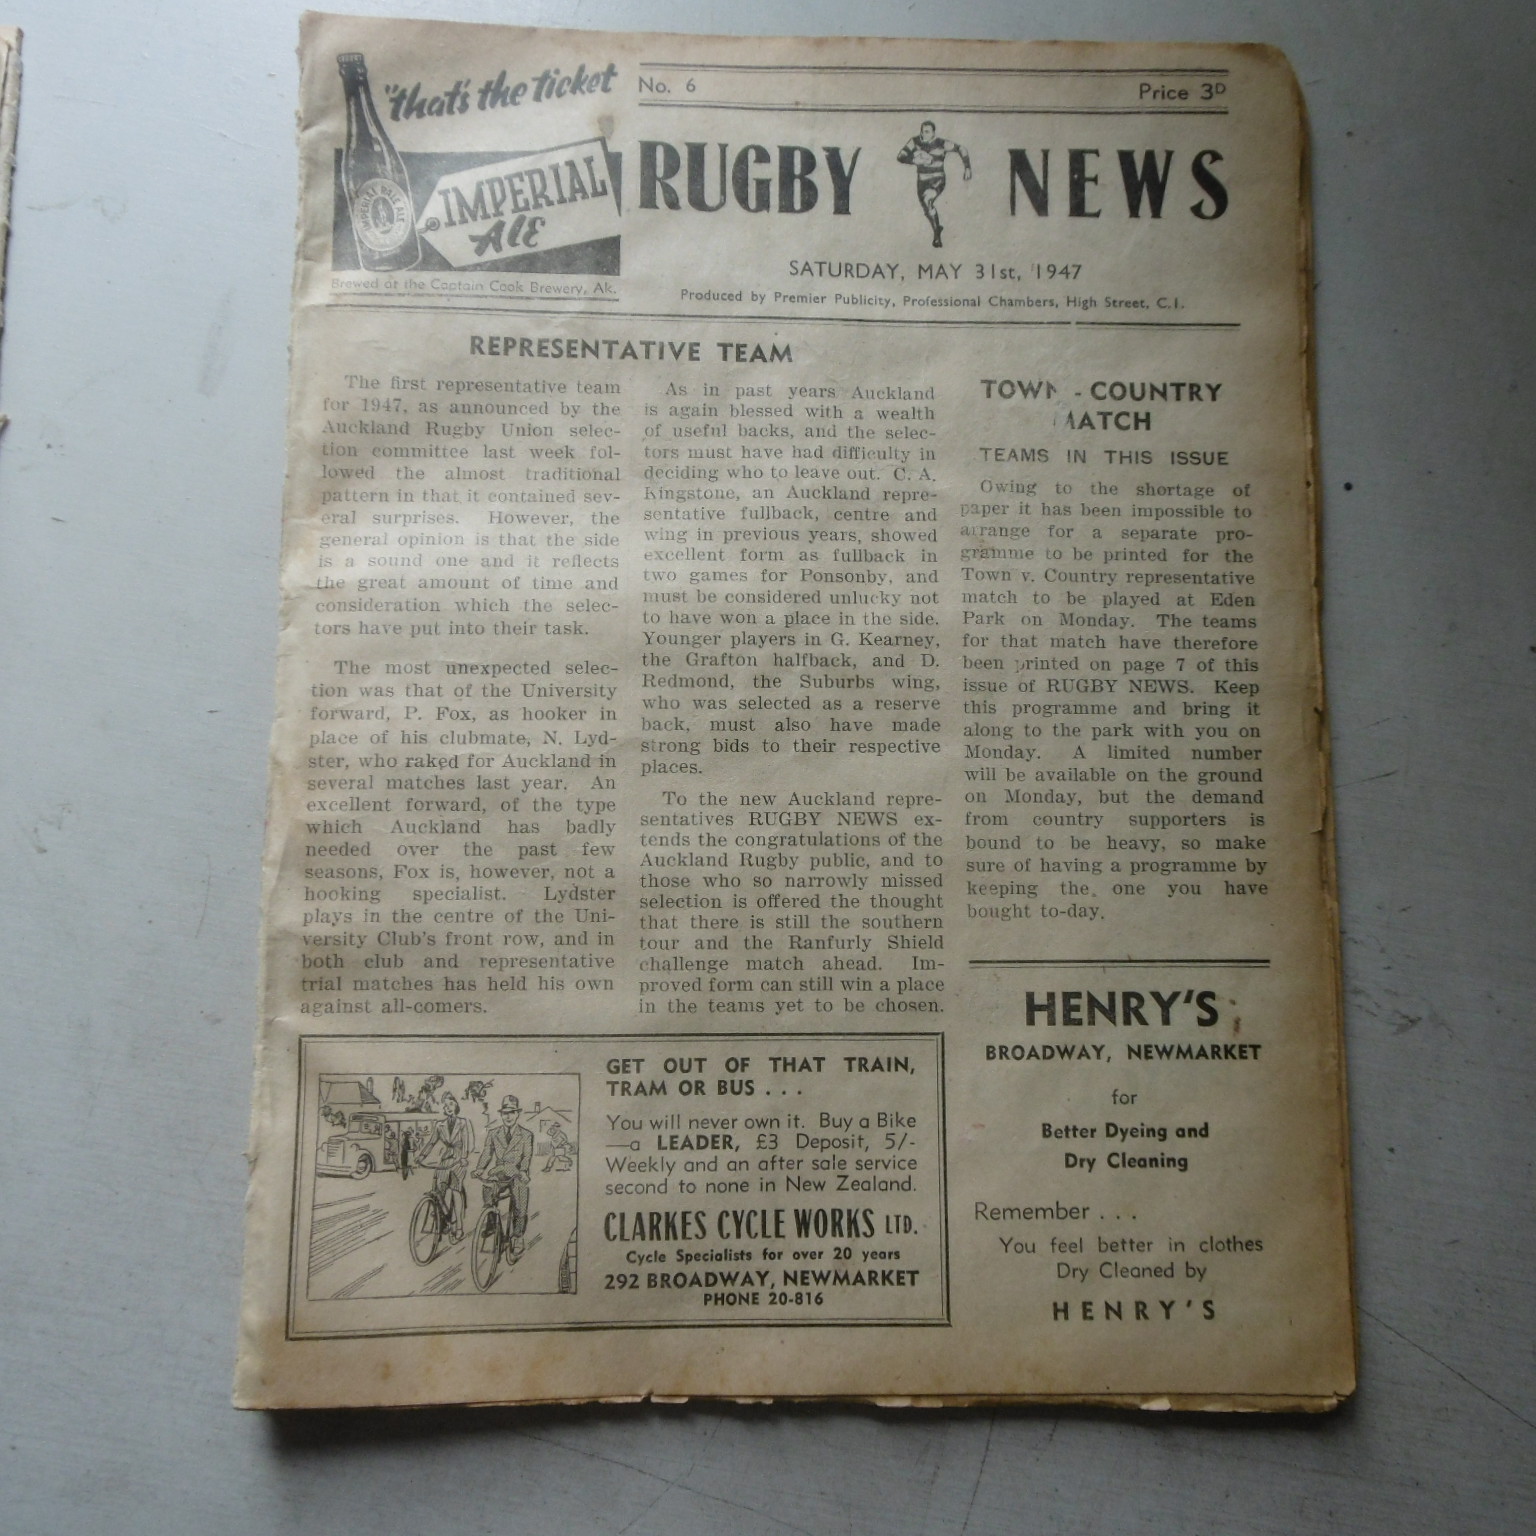 "that's the ticket
IMPERIAL PALE ALE
IMPERIAL
ALE
Brewed at the Captain Cook Brewery, Ak.
No. 6
Price 3D
RUGBY NEWS
SATURDAY, MAY 31st, 1947
Produced by Premier Publicity, Professional Chambers, High Street, C.1.
REPRESENTATIVE TEAM
The first representative team
for 1947, as announced by the
Auckland Rugby Union selec-
tion committee last week fol-
lowed the almost traditional
pattern in that it contained sev-
eral surprises. However, the
general opinion is that the side
is a sound one and it reflects
the great amount of time and
consideration which the selec-
tors have put into their task.
The most unexpected selec-
tion was that of the University
forward, P. Fox, as hooker in
place of his clubmate, N. Lyd-
ster, who raked for Auckland in
several matches last year. An
excellent forward, of the type
which Auckland has badly
needed over the past few
seasons, Fox is, however, not a
hooking specialist. Lydster
plays in the centre of the Uni-
versity Club's front row, and in
both club and representative
trial matches has held his own
against all-comers.
As in past years Auckland
is again blessed with a wealth
of useful backs, and the selec-
tors must have had difficulty in
deciding who to leave out. C. A.
Kingstone, an Auckland repre-
sentative fullback, centre and
wing in previous years, showed
excellent form as fullback in
two games for Ponsonby, and
must be considered unlucky not
to have won a place in the side.
Younger players in G. Kearney,
the Grafton halfback, and D.
Redmond, the Suburbs wing,
who was selected as a reserve
back, must also have made
strong bids to their respective
places.
To the new Auckland repre-
sentatives RUGBY NEWS ex-
tends the congratulations of the
Auckland Rugby public, and to
those who so narrowly missed
selection is offered the thought
that there is still the southern
tour and the Ranfurly Shield
challenge match ahead. Im-
proved form can still win a place
in the teams yet to be chosen.
TOWN - COUNTRY
MATCH
TEAMS IN THIS ISSUE
Owing to the shortage of
paper it has been impossible to
arrange for a separate pro-
gramme to be printed for the
Town v. Country representative
match to be played at Eden
Park on Monday. The teams
for that match have therefore
been printed on page 7 of this
issue of RUGBY NEWS. Keep
this programme and bring it
along to the park with you on
Monday. A limited number
will be available on the ground
on Monday, but the demand
from country supporters is
bound to be heavy, so make
sure of having a programme by
keeping the one you have
bought to-day.
GET OUT OF THAT TRAIN,
TRAM OR BUS . . .
You will never own it. Buy a Bike
—a LEADER, £3 Deposit, 5/-
Weekly and an after sale service
second to none in New Zealand.
CLARKES CYCLE WORKS LTD.
Cycle Specialists for over 20 years
292 BROADWAY, NEWMARKET
PHONE 20-816
HENRY'S
BROADWAY, NEWMARKET
for
Better Dyeing and
Dry Cleaning
Remember . . .
You feel better in clothes
Dry Cleaned by
HENRY'S